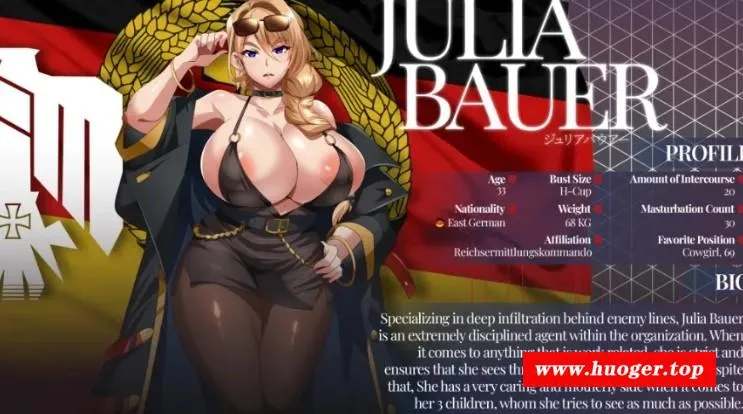 JULIA
BAUER
ジュリアバウアー
PROFILE
Age Bust Size Amount of Intercourse
33 H-Cup 20
Nationality Weight Masturbation Count
East German 68 KG 30
Affiliation Favorite Position
Reichsermittlungskommando Cowgirl, 69
BIO
Specializing in deep infiltration behind enemy lines, Julia Bauer
is an extremely disciplined agent within the organization. When
it comes to anything that is work related, she is strict and
ensures that she sees
that, She has a very caring and motherly side when it comes to
her 3 children, whom she tries to see as much as possible.
www.huoger.top